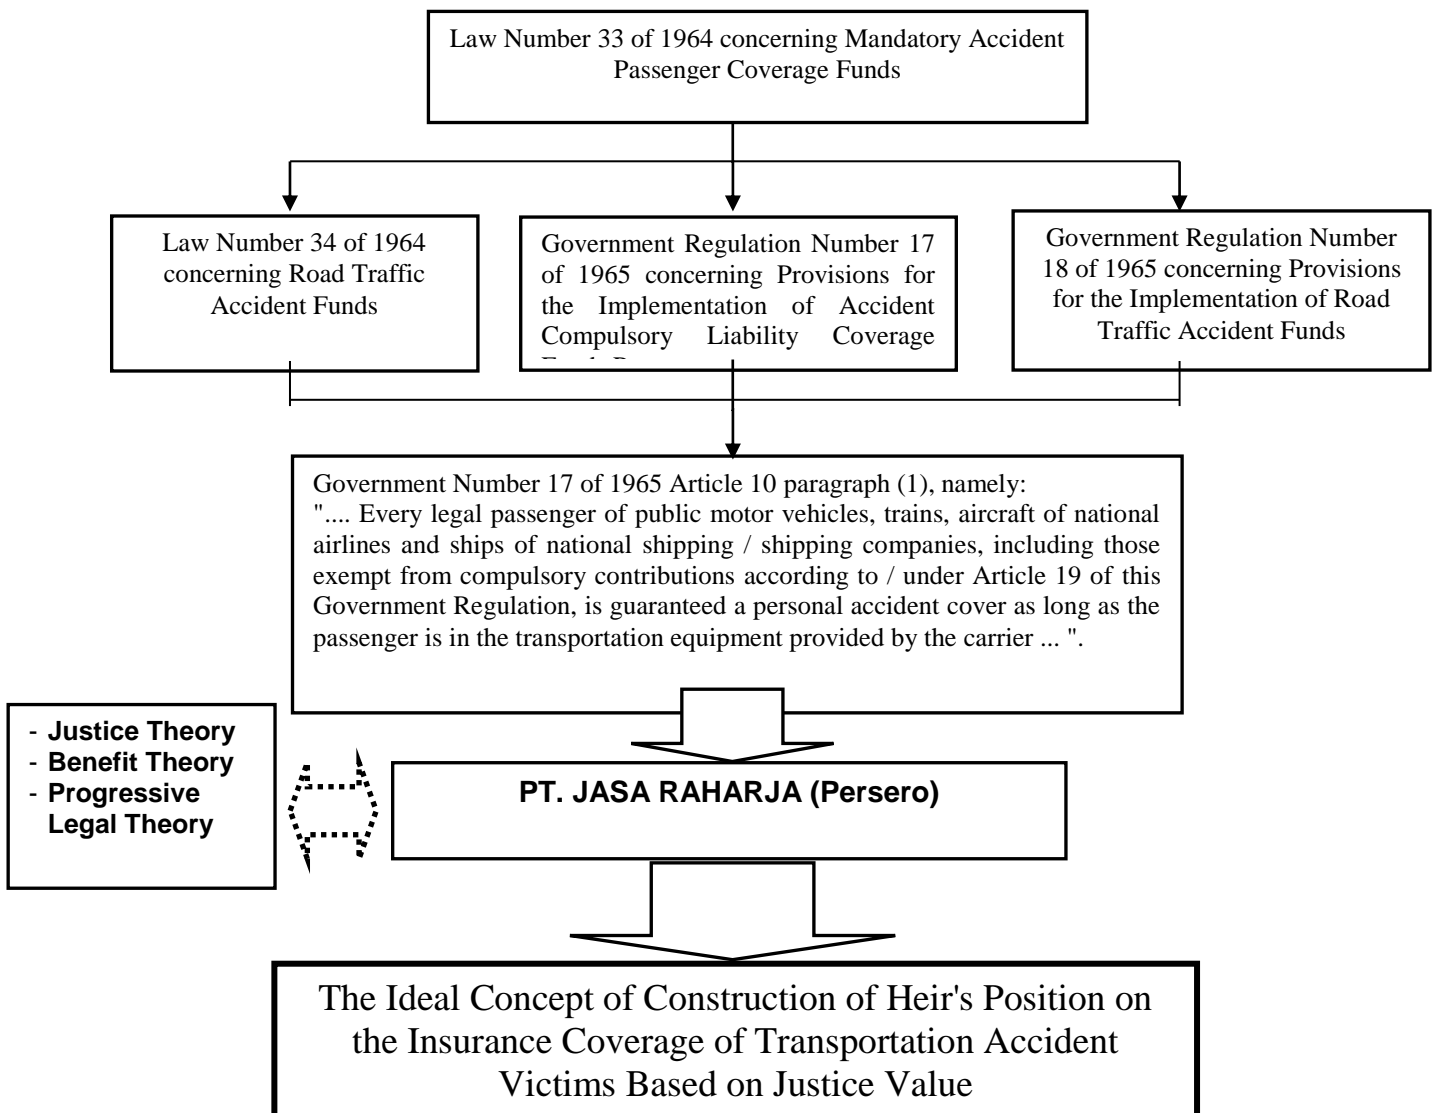 Law Number 33 of 1964 concerning Mandatory Accident
Passenger Coverage Funds
Law Number 34 of 1964
concerning Road Traffic
Accident Funds
Government Regulation Number 17
of 1965 concerning Provisions for
the Implementation of Accident
Compulsory Liability Coverage
Government Regulation Number
18 of 1965 concerning Provisions
for the Implementation of Road
Traffic Accident Funds
Government Number 17 of 1965 Article 10 paragraph (1), namely:
".... Every legal passenger of public motor vehicles, trains, aircraft of national
airlines and ships of national shipping / shipping companies, including those
exempt from compulsory contributions according to / under Article 19 of this
Government Regulation, is guaranteed a personal accident cover as long as the
passenger is in the transportation equipment provided by the carrier ... ".
- Justice Theory
- Benefit Theory
- Progressive
Legal Theory
PT. JASA RAHARJA (Persero)
The Ideal Concept of Construction of Heir's Position on
the Insurance Coverage of Transportation Accident
Victims Based on Justice Value